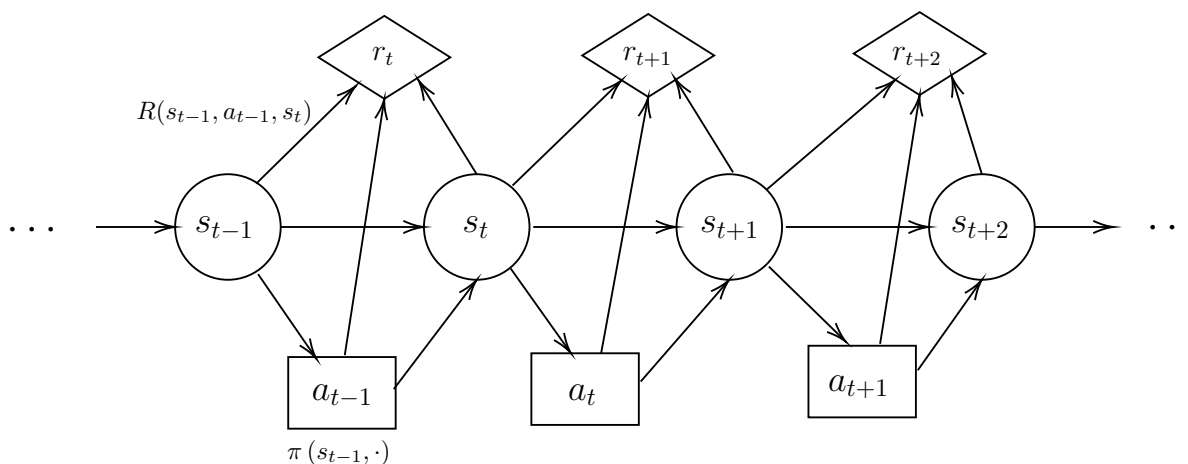 r_t r_{t+1} r_{t+2}
R(s_{t−1}, a_{t−1}, s_t)
⋯ s_{t−1} s_t s_{t+1} s_{t+2} ⋯
a_{t−1} a_t a_{t+1}
π (s_{t−1}, ·)